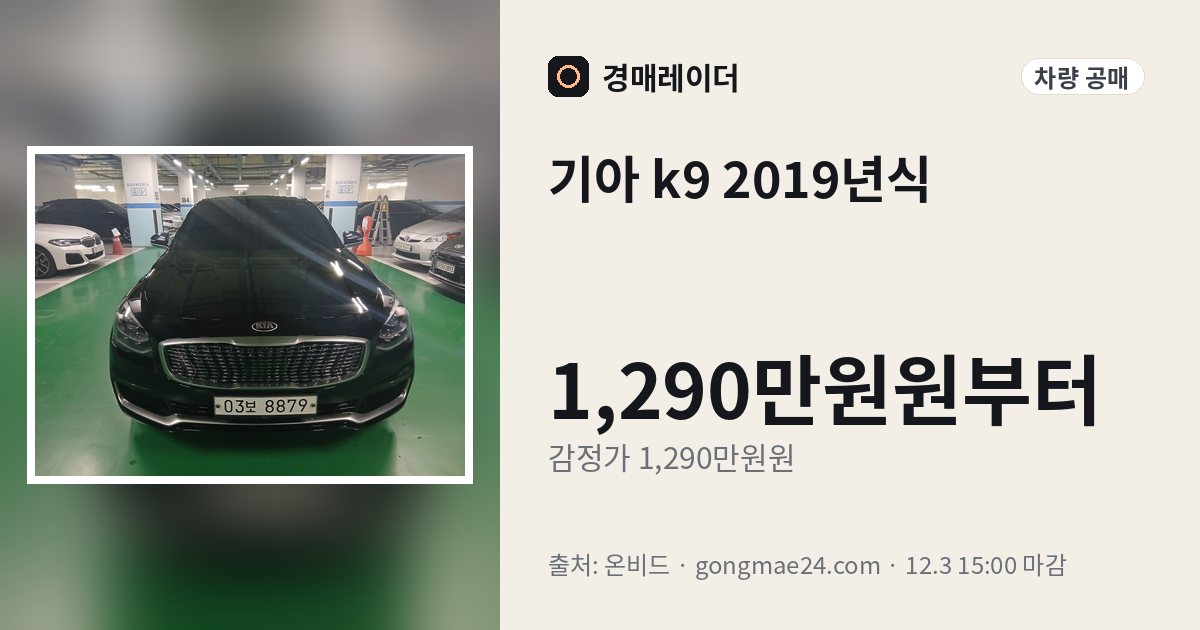 경매레이더
차량 공매
기아 k9 2019년식
1,290만원원부터
감정가 1,290만원원
출처: 온비드 · gongmae24.com · 12.3 15:00 마감
B4
KIA
03보 8879